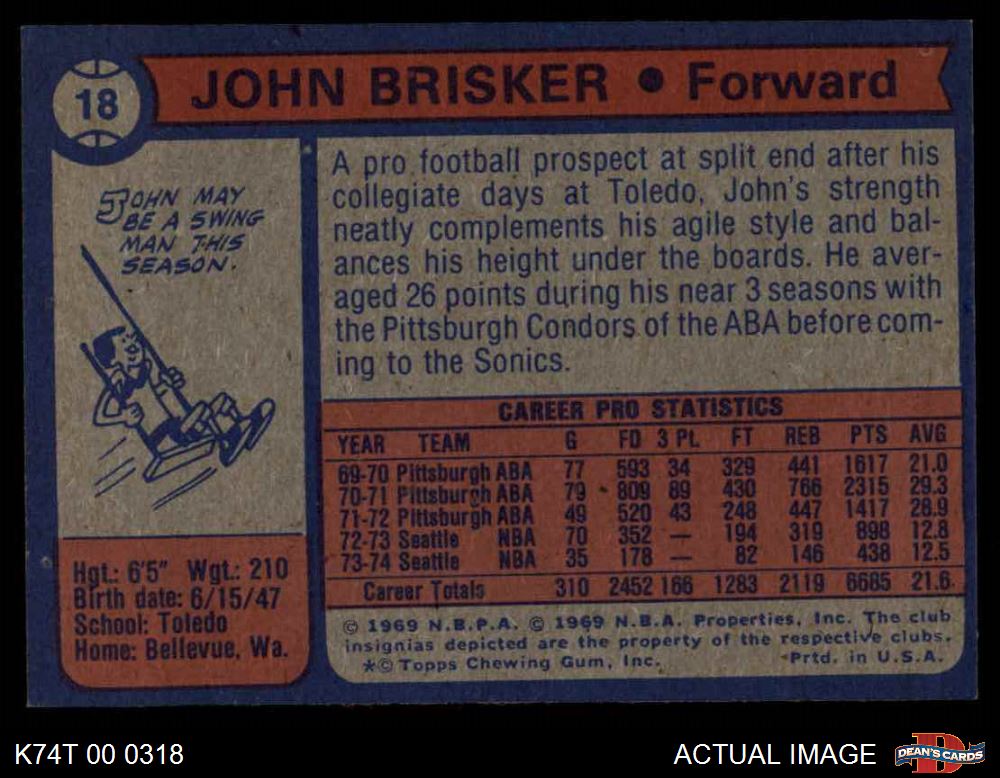 18
JOHN BRISKER • Forward
JOHN MAY
BE A SWING
MAN THIS
SEASON.
A pro football prospect at split end after his
collegiate days at Toledo, John's strength
neatly complements his agile style and bal-
ances his height under the boards. He aver-
aged 26 points during his near 3 seasons with
the Pittsburgh Condors of the ABA before com-
ing to the Sonics.
CAREER PRO STATISTICS
YEAR TEAM G FD 3 Pt. FT REB PTS AVG
69-70 Pittsburgh ABA 77 593 34 329 441 1617 21.0
70-71 Pittsburgh ABA 79 809 89 430 766 2315 29.3
71-72 Pittsburgh ABA 49 520 43 248 447 1417 28.9
72-73 Seattle NBA 70 352 — 194 319 898 12.8
73-74 Seattle NBA 35 178 — 82 146 438 12.5
Career Totals 310 2452 166 1283 2119 6685 21.6
Hgt.: 6'5" Wgt.: 210
Birth date: 6/15/47
School: Toledo
Home: Bellevue, Wa.
© 1969 N.B.P.A. © 1969 N.B.A. Properties, Inc. The club
insignias depicted are the property of the respective clubs.
*© Topps Chewing Gum, Inc. Prtd. in U.S.A.
K74T 00 0318
ACTUAL IMAGE
DEAN'S CARDS